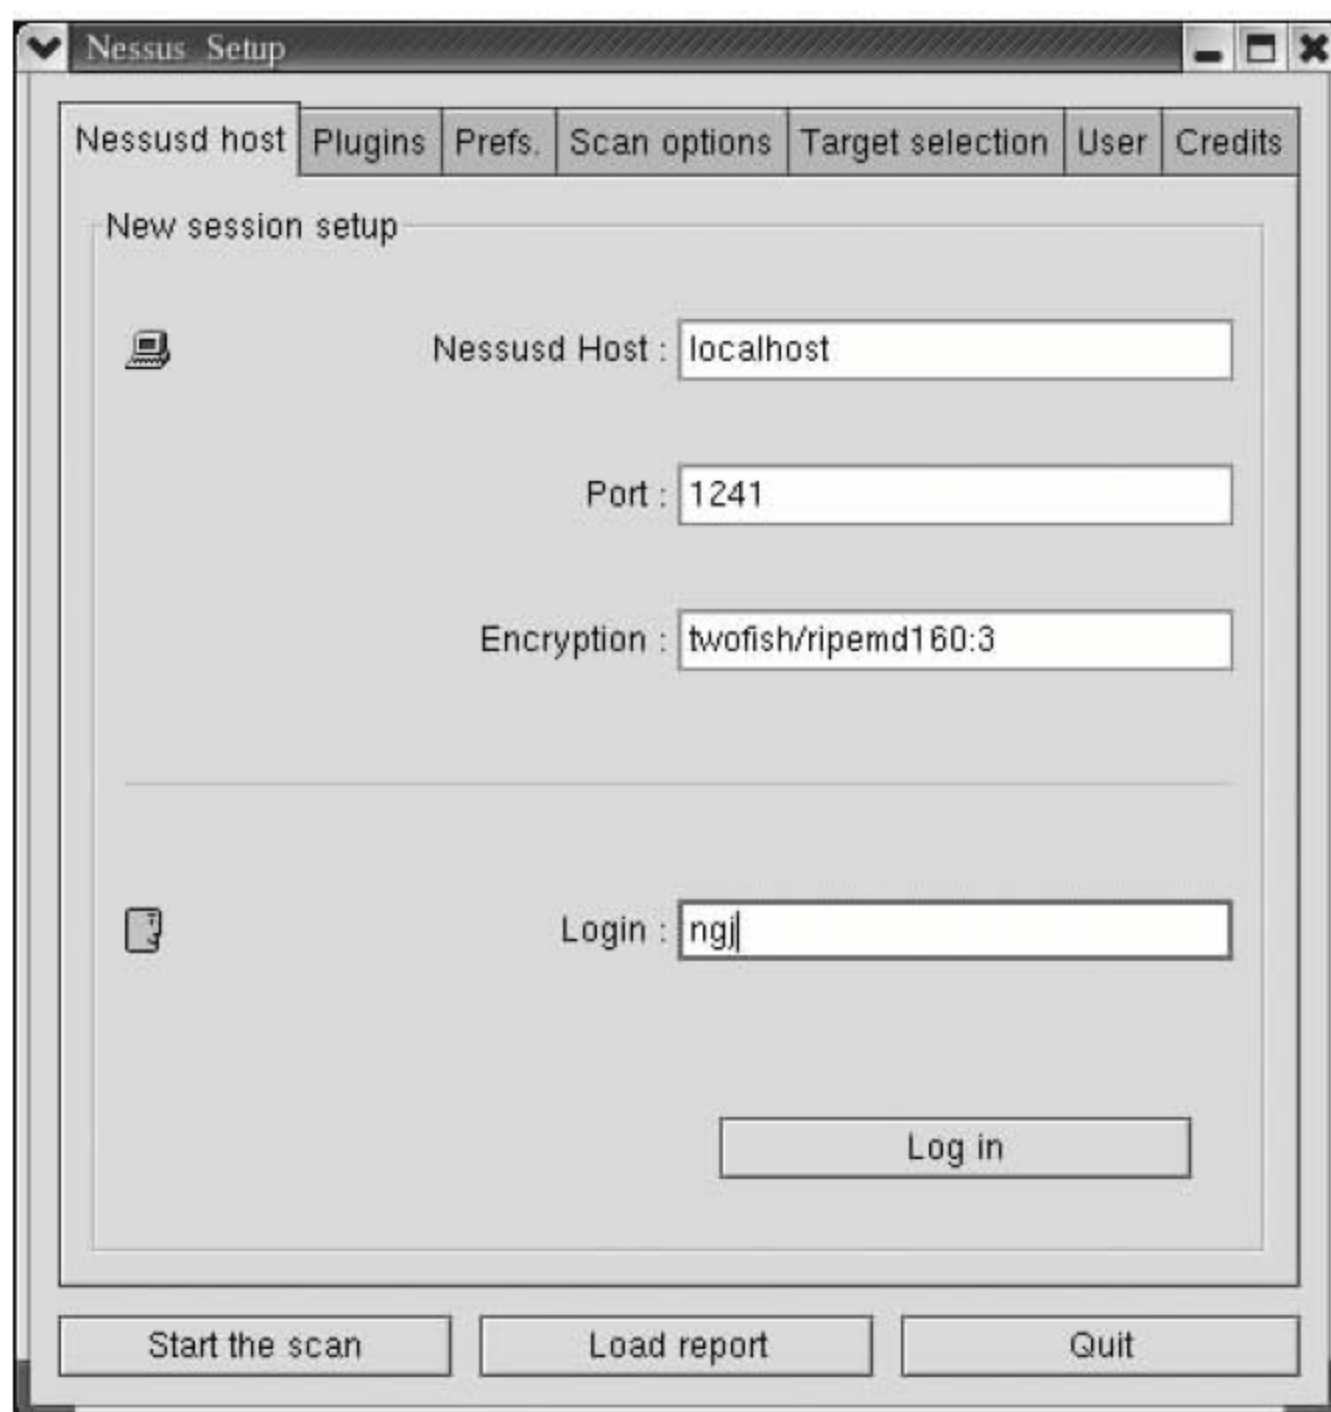 Nessus Setup
Nessusd host Plugins Prefs. Scan options Target selection User Credits
New session setup
Nessusd Host : localhost
Port : 1241
Encryption : twofish/ripemd160:3
Login : ngj
Log in
Start the scan Load report Quit